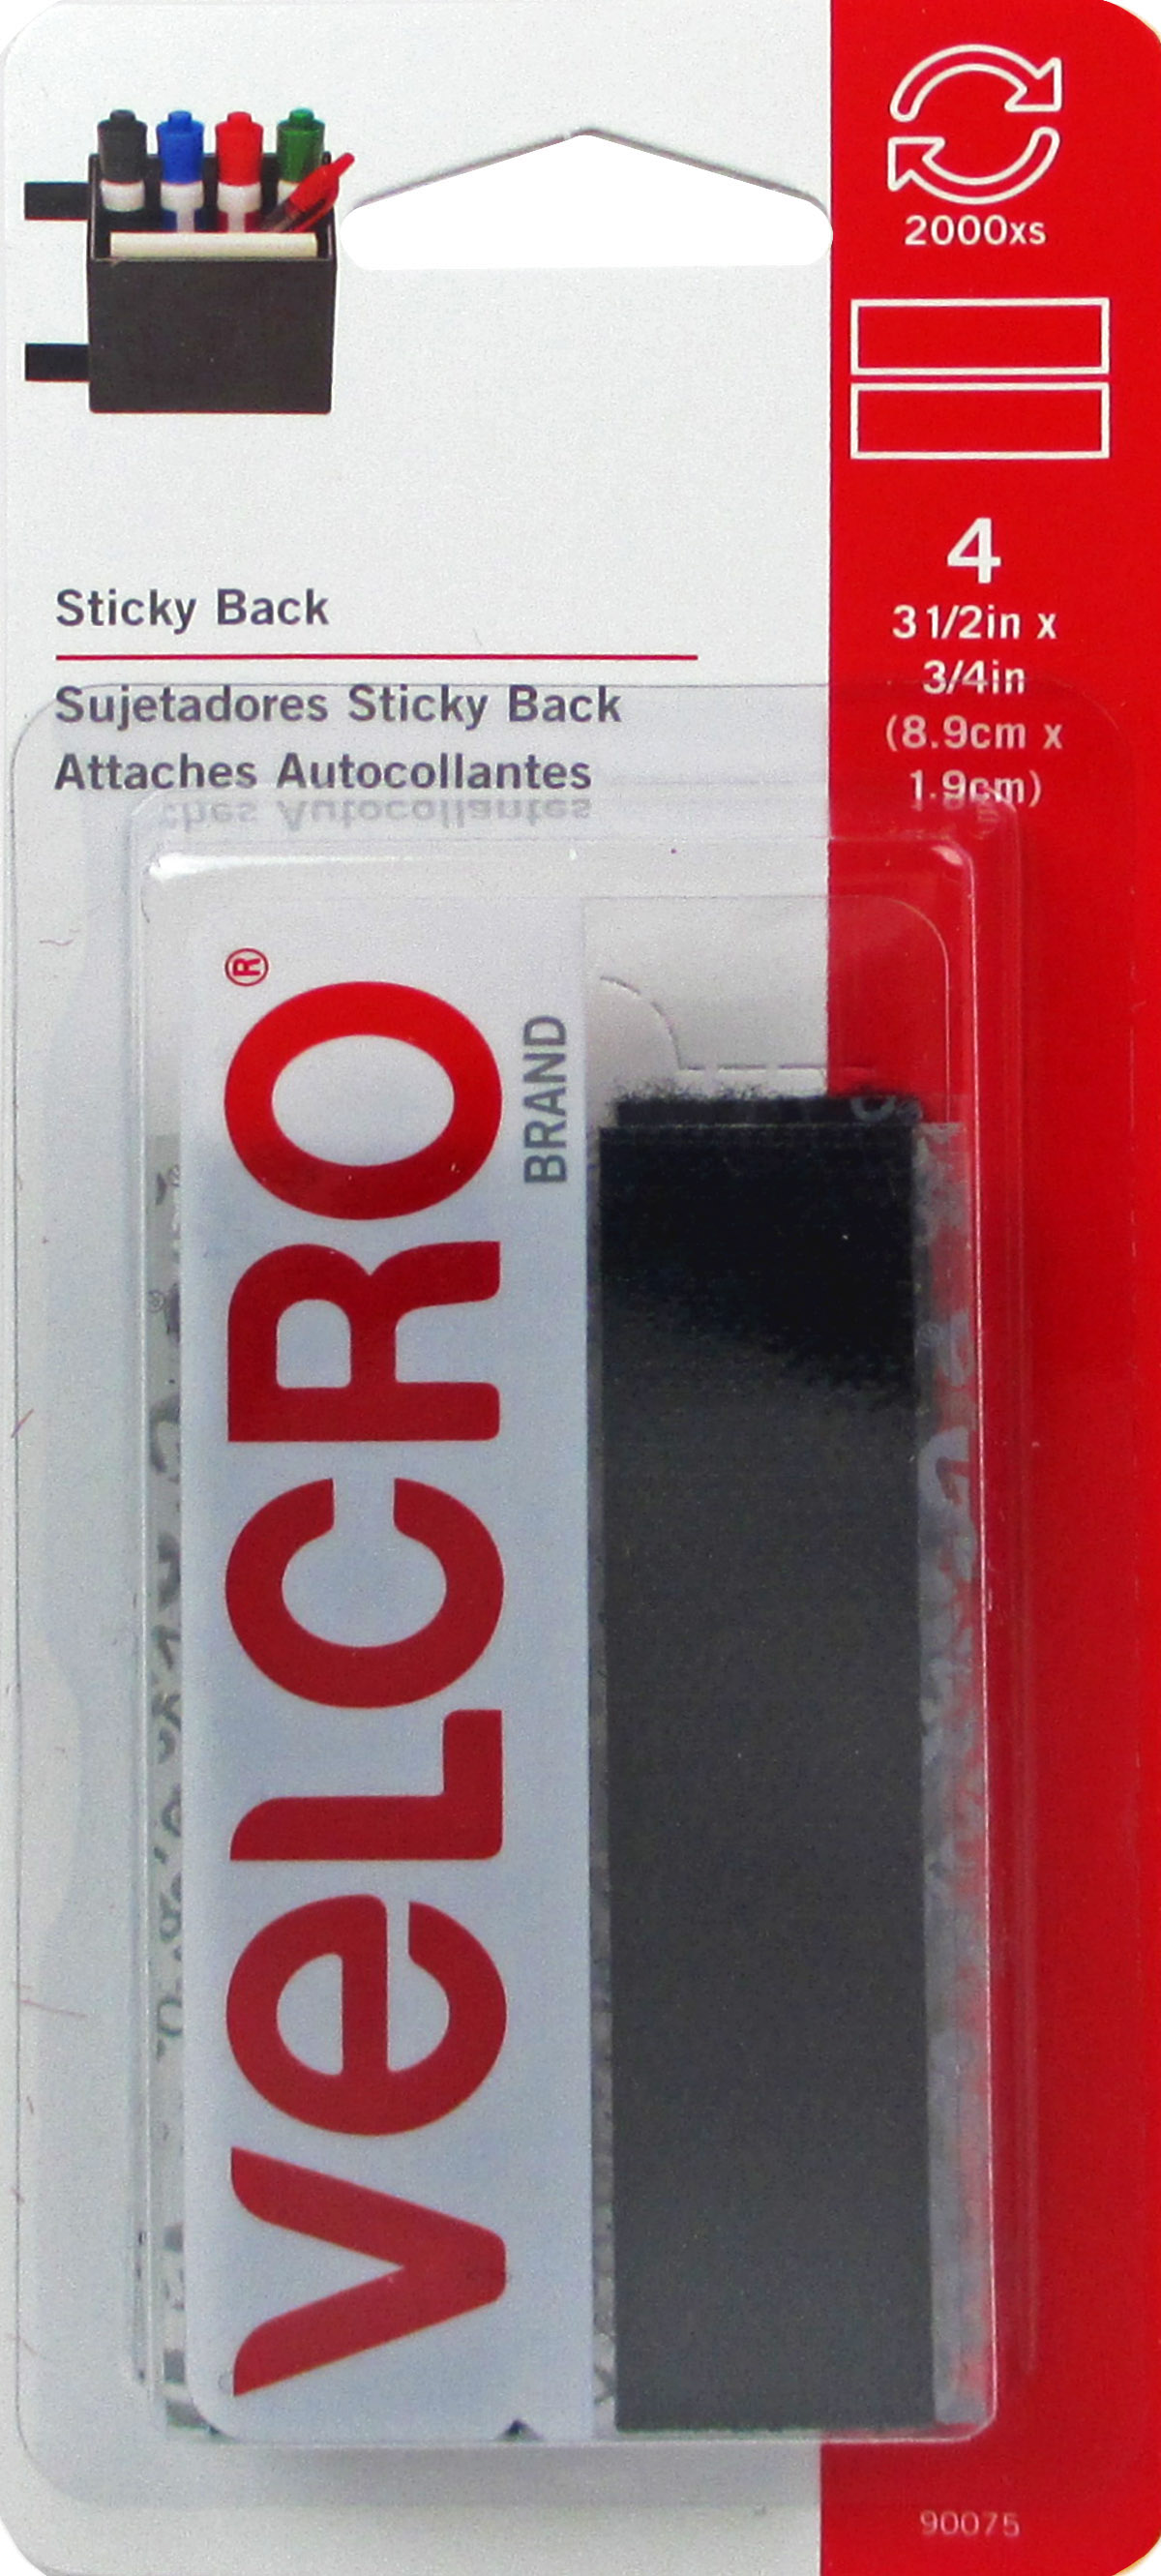 2000xs
4
3 1/2in x
3/4in
(8.9cm x
1.9cm)
Sticky Back
Sujetadores Sticky Back
Attaches Autocollantes
VELCRO®
BRAND
90075